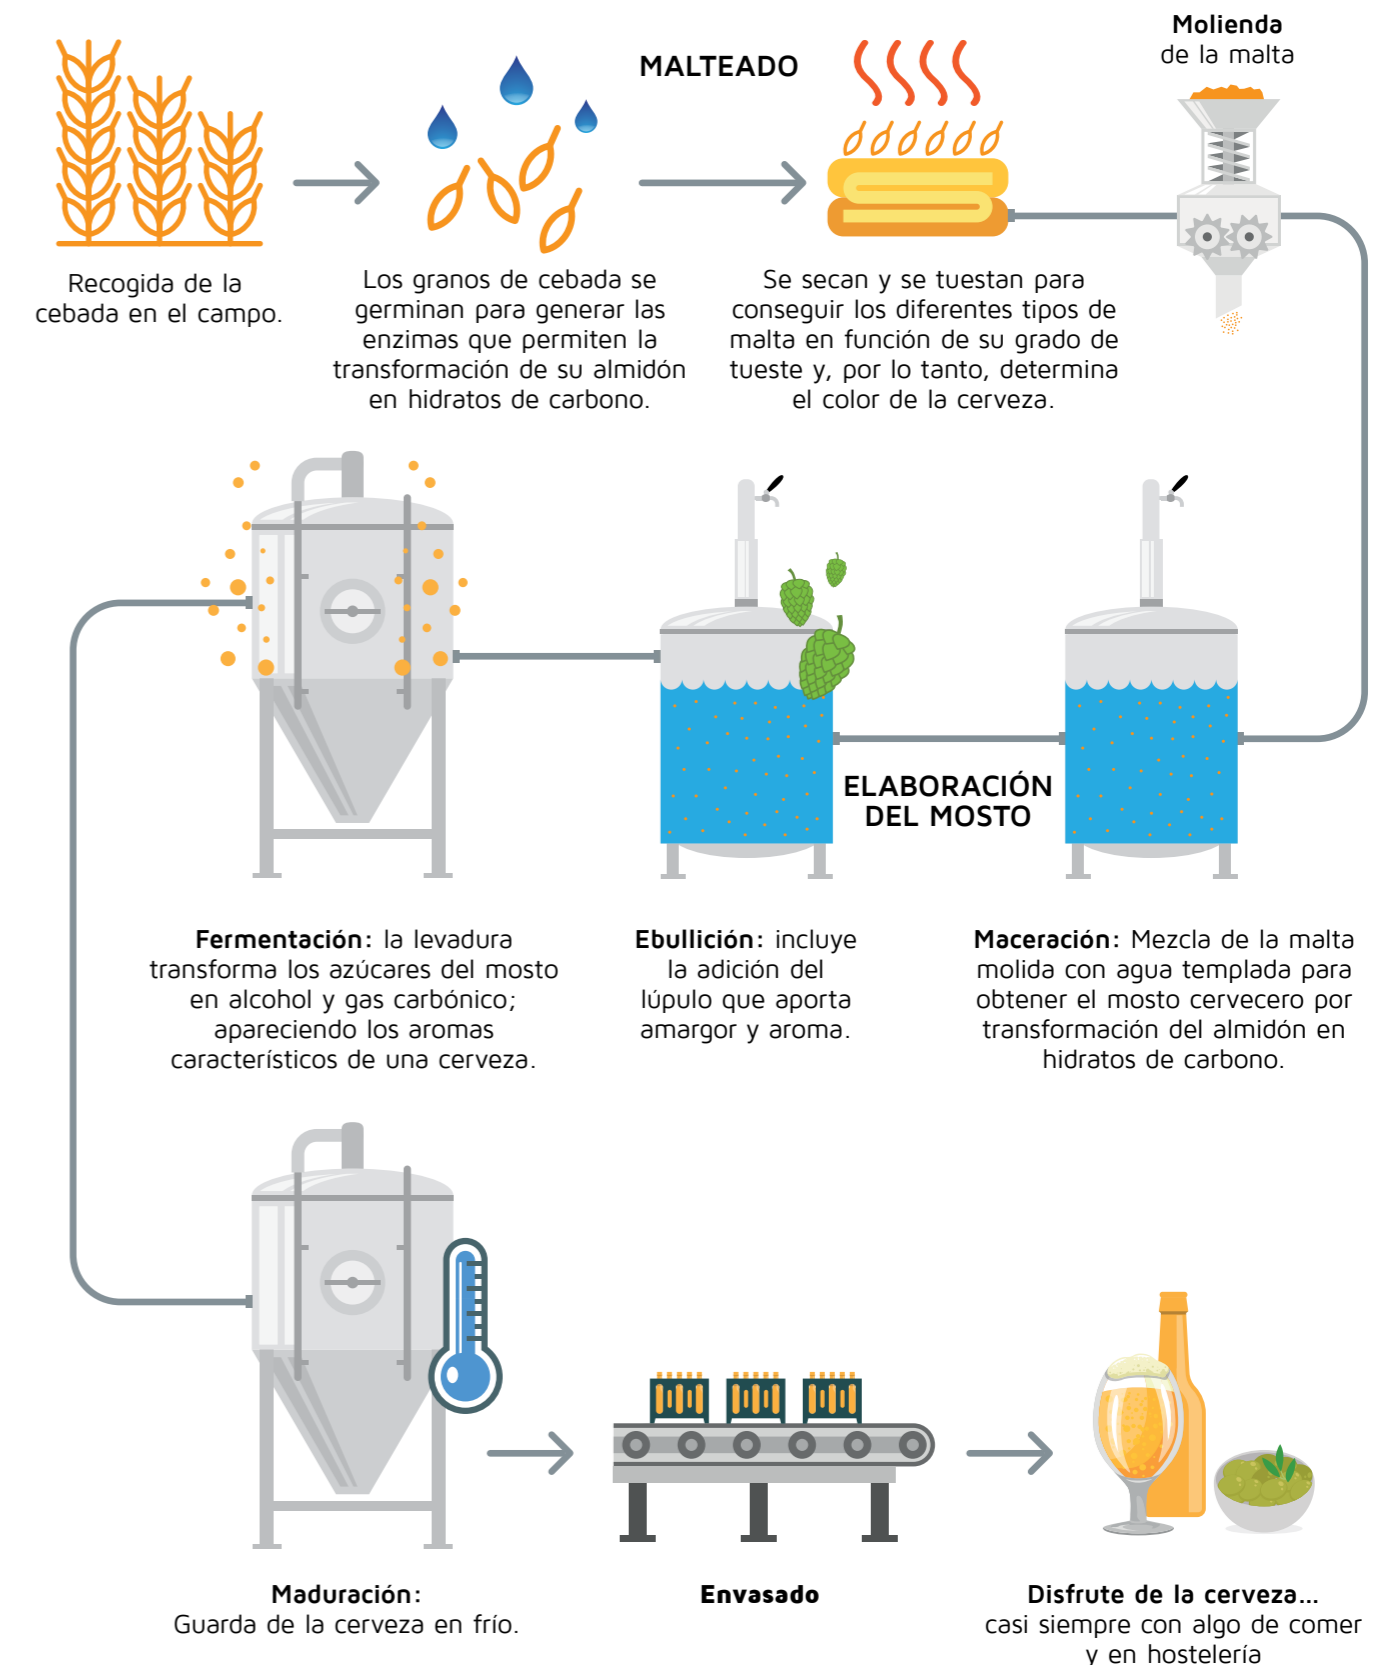 MALTEADO
Molienda
de la malta
Recogida de la
cebada en el campo.
Los granos de cebada se
germinan para generar las
enzimas que permiten la
transformación de su almidón
en hidratos de carbono.
Se secan y se tuestan para
conseguir los diferentes tipos de
malta en función de su grado de
tueste y, por lo tanto, determina
el color de la cerveza.
ELABORACIÓN
DEL MOSTO
Fermentación: la levadura
transforma los azúcares del mosto
en alcohol y gas carbónico;
apareciendo los aromas
característicos de una cerveza.
Ebullición: incluye
la adición del
lúpulo que aporta
amargor y aroma.
Maceración: Mezcla de la malta
molida con agua templada para
obtener el mosto cervecero por
transformación del almidón en
hidratos de carbono.
Maduración:
Guarda de la cerveza en frío.
Envasado
Disfrute de la cerveza...
casi siempre con algo de comer
y en hostelería